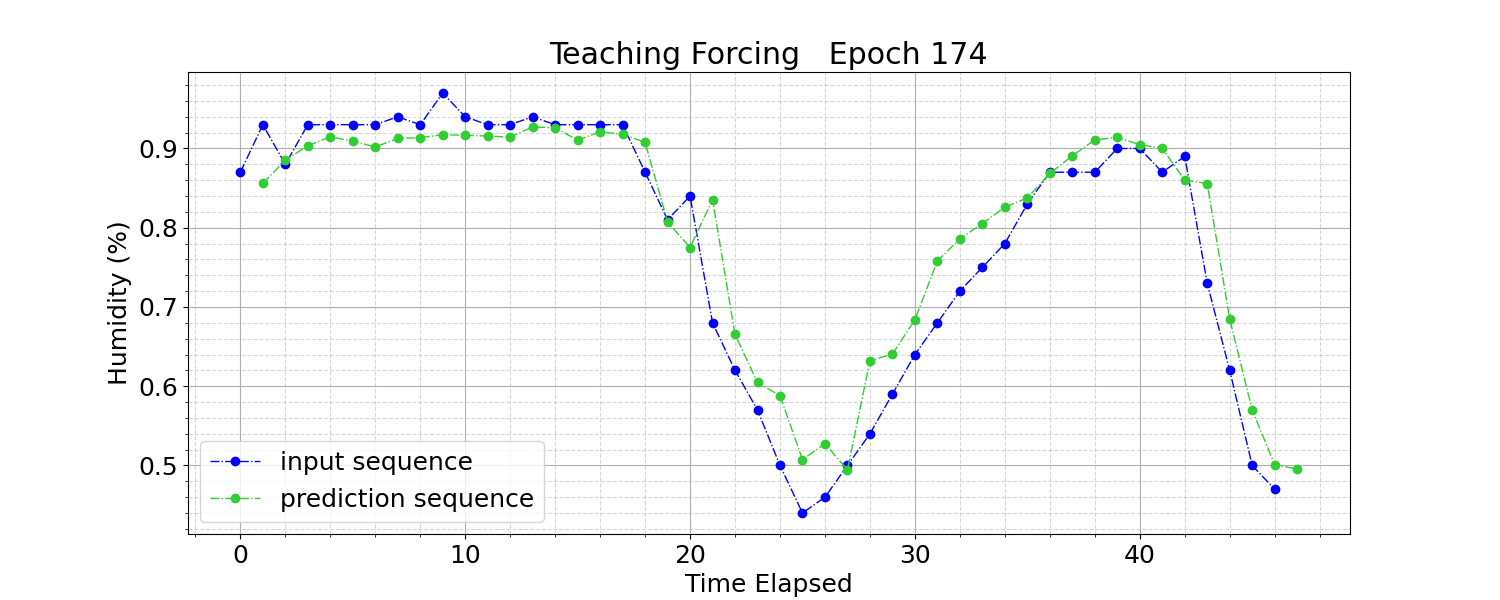 Teaching Forcing   Epoch 174
Humidity (%)
0.9
0.8
0.7
0.6
0.5
input sequence
prediction sequence
0 10 20 30 40
Time Elapsed